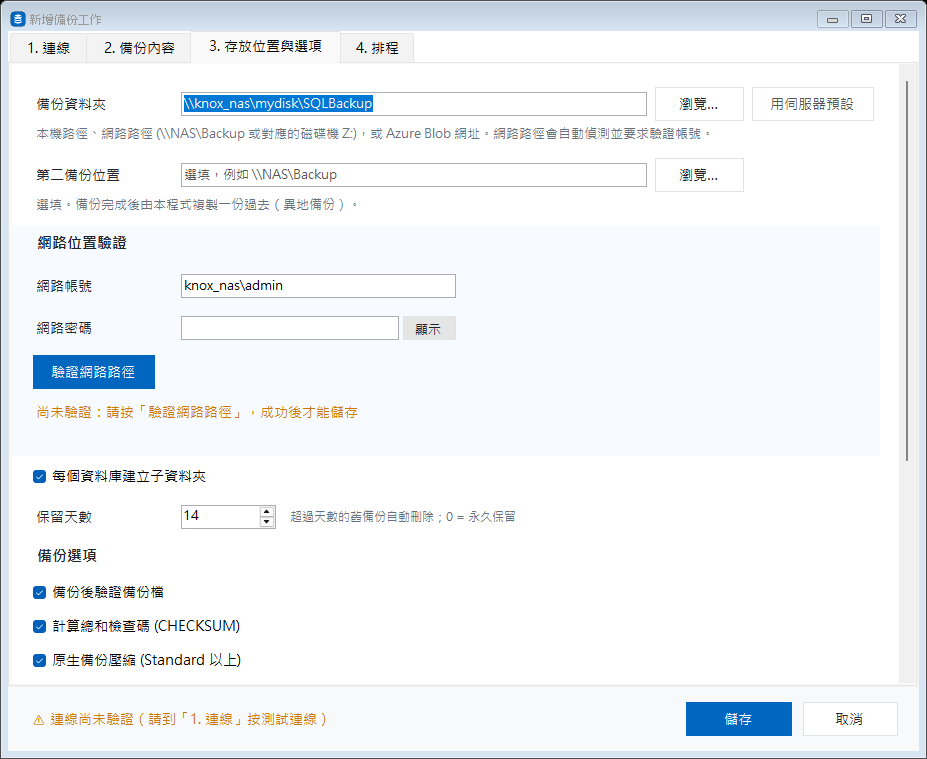 新增備份工作
1. 連線
2. 備份內容
3. 存放位置與選項
4. 排程
備份資料夾
\\knox_nas\mydisk\SQLBackup
瀏覽...
用伺服器預設
本機路徑、網路路徑 (\\NAS\Backup 或對應的磁碟機 Z:)，或 Azure Blob 網址。網路路徑會自動偵測並要求驗證帳號。
第二備份位置
選填，例如 \\NAS\Backup
瀏覽...
選填。備份完成後由本程式複製一份過去（異地備份）。
網路位置驗證
網路帳號
knox_nas\admin
網路密碼
顯示
驗證網路路徑
尚未驗證：請按「驗證網路路徑」，成功後才能儲存
每個資料庫建立子資料夾
保留天數
14
超過天數的舊備份自動刪除；0 = 永久保留
備份選項
備份後驗證備份檔
計算總和檢查碼 (CHECKSUM)
原生備份壓縮 (Standard 以上)
⚠ 連線尚未驗證（請到「1. 連線」按測試連線）
儲存
取消